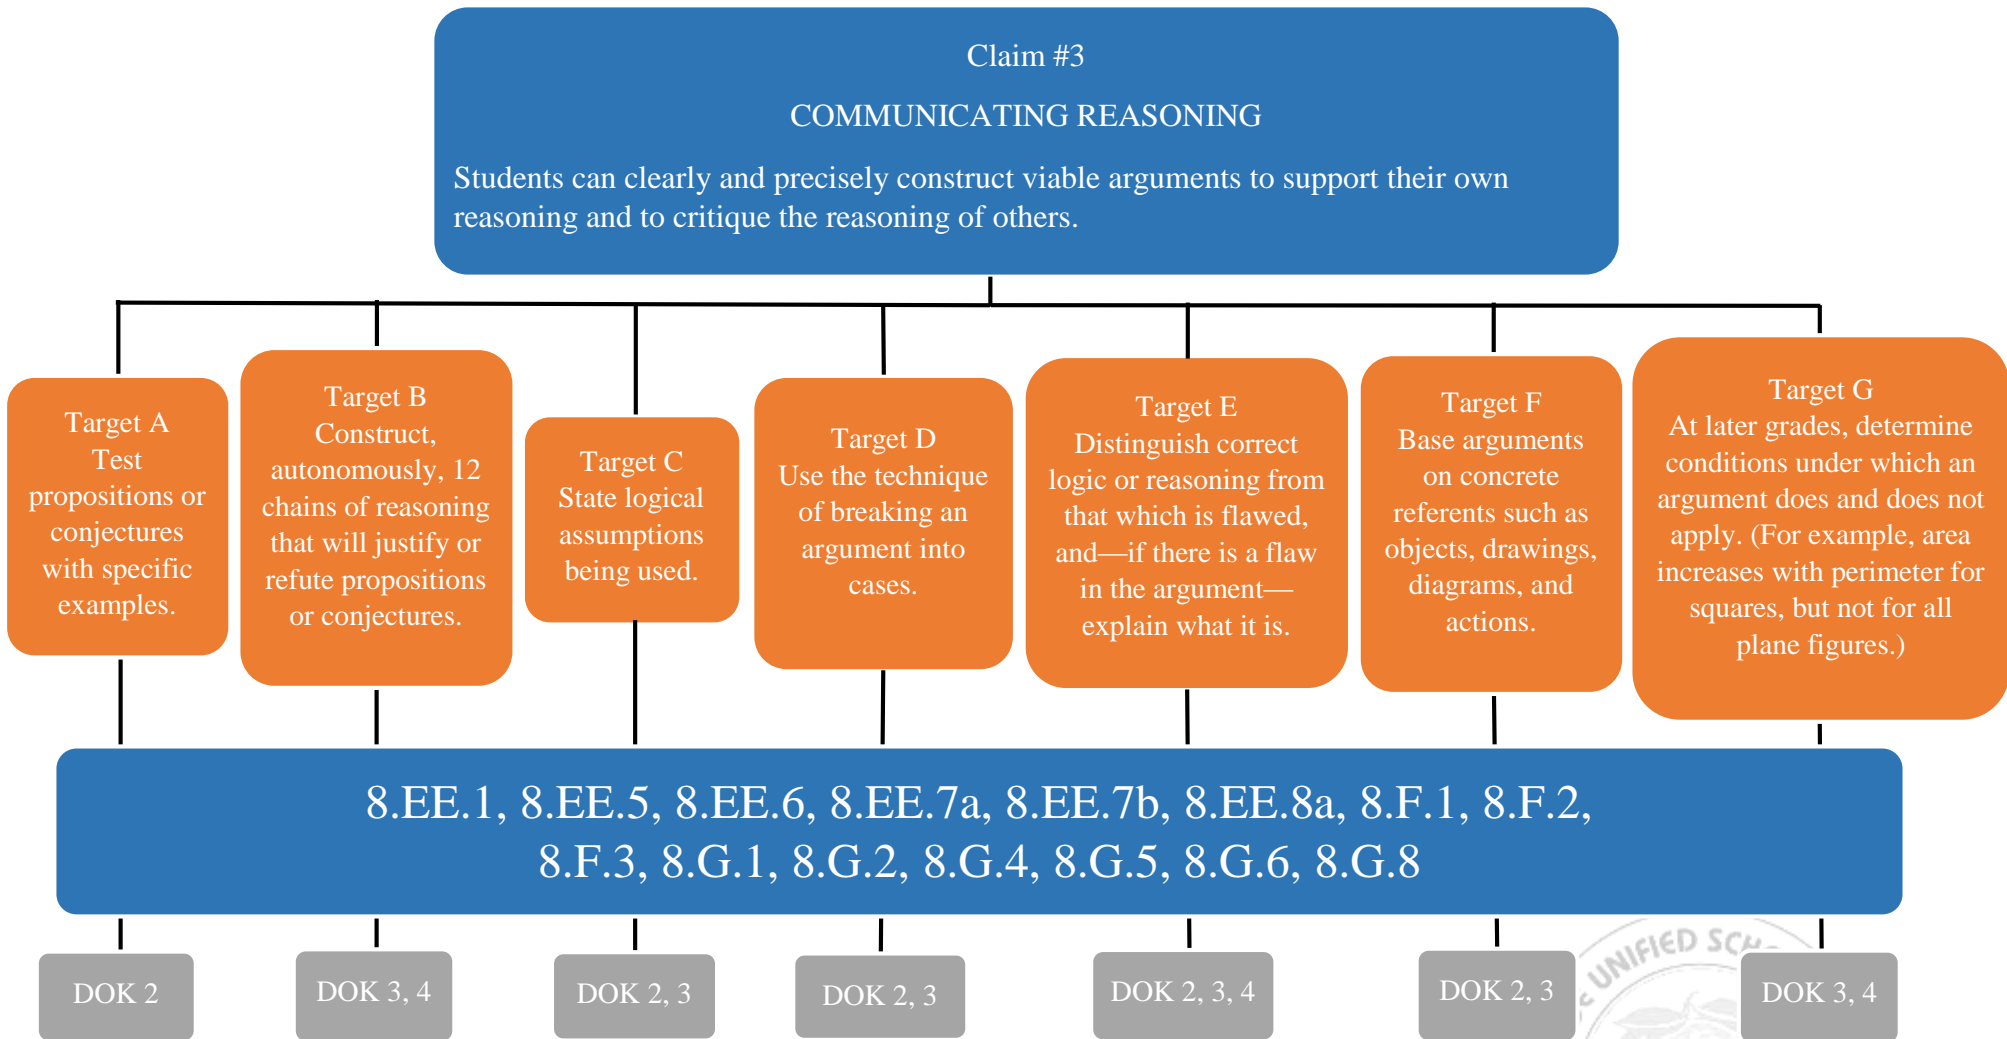 Claim #3
COMMUNICATING REASONING
Students can clearly and precisely construct viable arguments to support their own
reasoning and to critique the reasoning of others.
Target A
Test
propositions or
conjectures
with specific
examples.
Target B
Construct,
autonomously, 12
chains of reasoning
that will justify or
refute propositions
or conjectures.
Target C
State logical
assumptions
being used.
Target D
Use the technique
of breaking an
argument into
cases.
Target E
Distinguish correct
logic or reasoning from
that which is flawed,
and—if there is a flaw
in the argument—
explain what it is.
Target F
Base arguments
on concrete
referents such as
objects, drawings,
diagrams, and
actions.
Target G
At later grades, determine
conditions under which an
argument does and does not
apply. (For example, area
increases with perimeter for
squares, but not for all
plane figures.)
8.EE.1, 8.EE.5, 8.EE.6, 8.EE.7a, 8.EE.7b, 8.EE.8a, 8.F.1, 8.F.2,
8.F.3, 8.G.1, 8.G.2, 8.G.4, 8.G.5, 8.G.6, 8.G.8
DOK 2
DOK 3, 4
DOK 2, 3
DOK 2, 3
DOK 2, 3, 4
DOK 2, 3
DOK 3, 4
UNIFIED